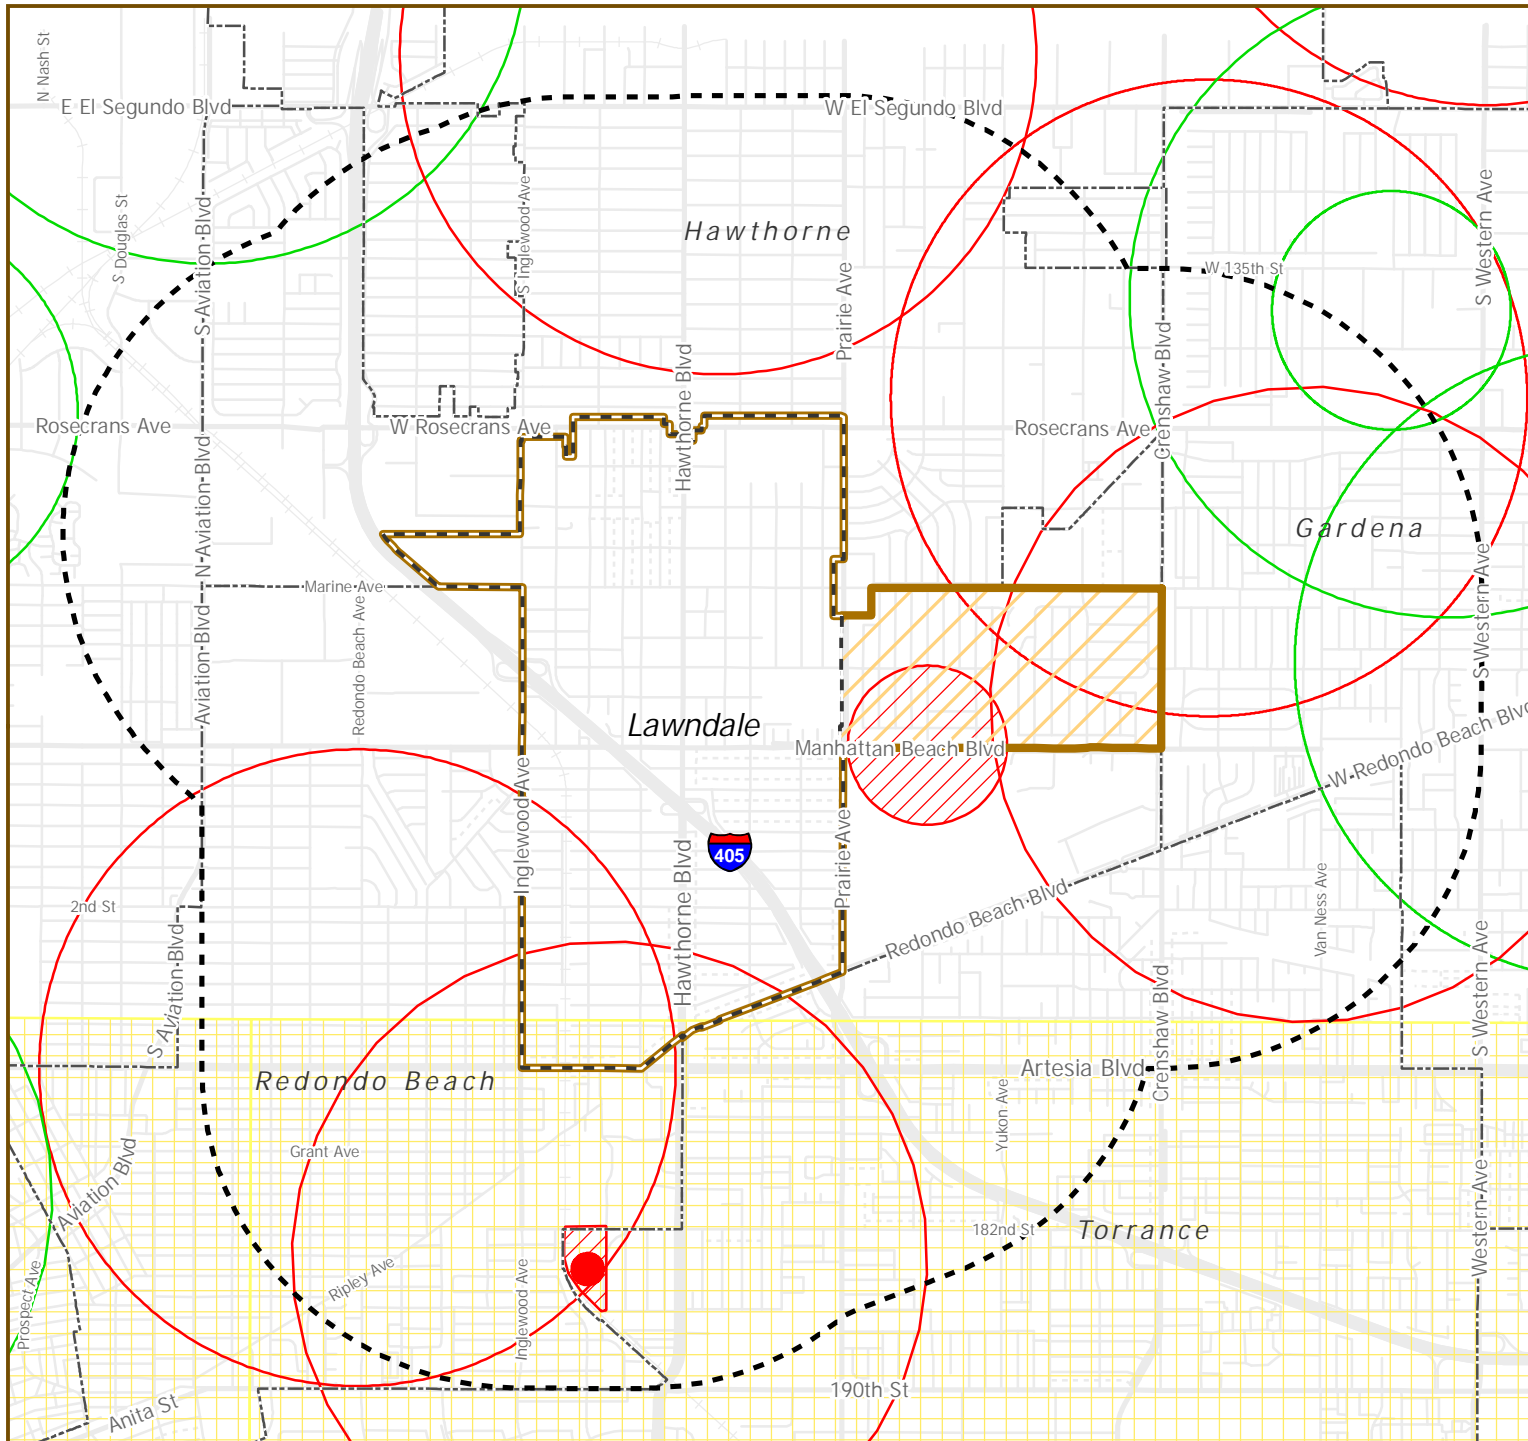 N Nash St
E El Segundo Blvd
W El Segundo Blvd
S Douglas St
S Aviation Blvd
S Inglewood Ave
Hawthorne
Prairie Ave
W 135th St
S Western Ave
Hawthorne Blvd
Crenshaw Blvd
Rosecrans Ave
W Rosecrans Ave
Rosecrans Ave
N Aviation Blvd
Gardena
Marine Ave
Redondo Beach Ave
Aviation Blvd
S Western Ave
Lawndale
Manhattan Beach Blvd
W Redondo Beach Blvd
Inglewood Ave
405
Prairie Ave
Hawthorne Blvd
2nd St
Van Ness Ave
Redondo Beach Blvd
S Aviation Blvd
Crenshaw Blvd
S Western Ave
Redondo Beach
Artesia Blvd
Yukon Ave
Grant Ave
Aviation Blvd
182nd St
Torrance
Western Ave
Prospect Ave
Ripley Ave
Inglewood Ave
190th St
Anita St